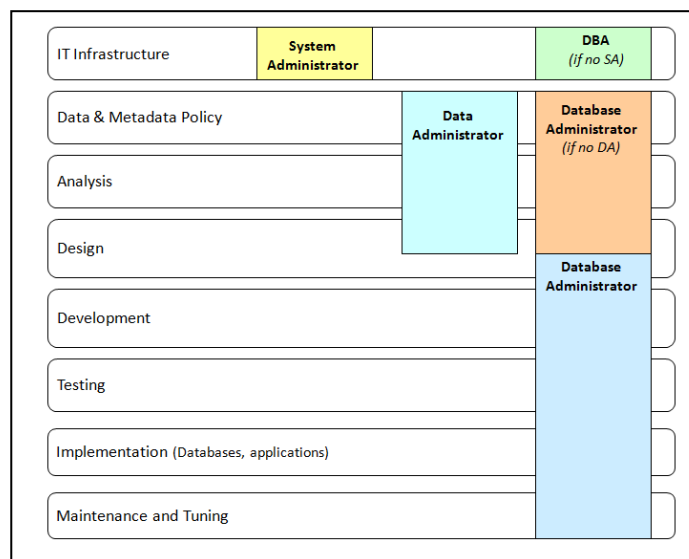 IT Infrastructure
System
Administrator
DBA
(if no SA)
Data & Metadata Policy
Data
Administrator
Database
Administrator
(if no DA)
Analysis
Design
Database
Administrator
Development
Testing
Implementation (Databases, applications)
Maintenance and Tuning